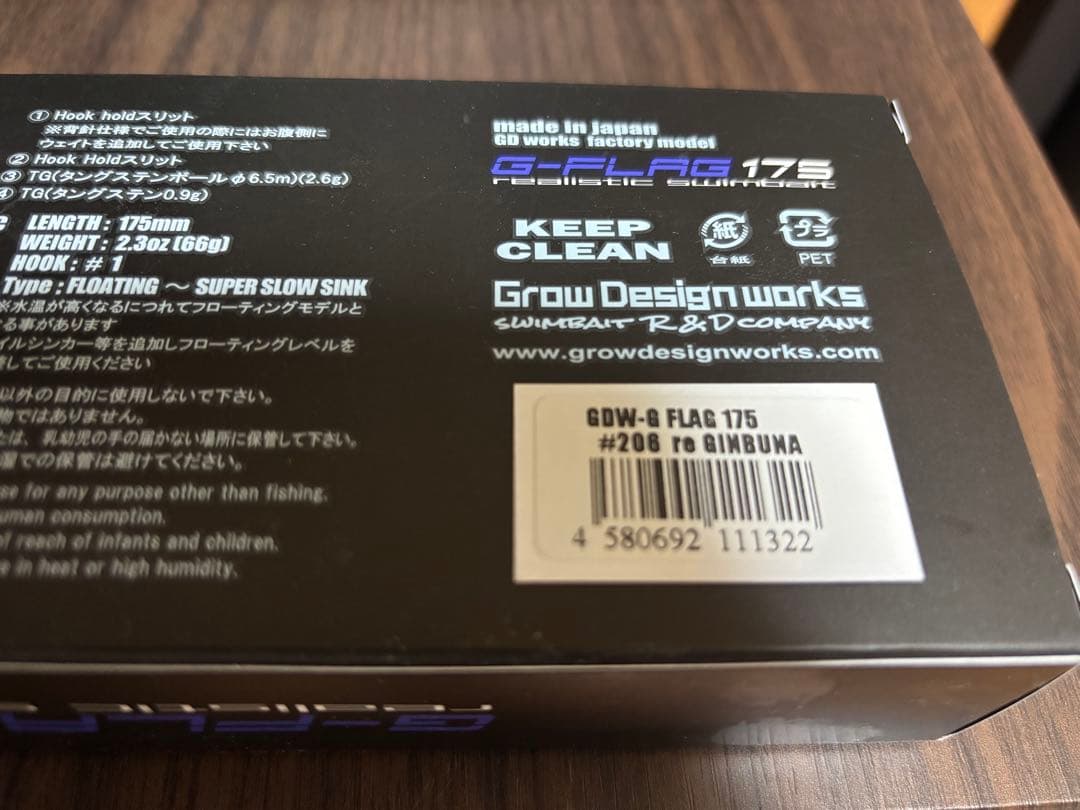 ① Hook holdスリット
※背針仕様でご使用の際にはお腹側に
ウェイトを追加してご使用下さい
② Hook Holdスリット
③ TG(タングステンボールφ6.5m)(2.6g)
④ TG(タングステン0.9g)
C LENGTH : 175mm
WEIGHT : 2.3oz (66g)
HOOK : # 1
Type : FLOATING ～ SUPER SLOW SINK
※水温が高くなるにつれてフローティングモデルと
る事があります
イルシンカー等を追加しフローティングレベルを
してご使用ください
以外の目的に使用しないで下さい。
物ではありません。
は、乳幼児の手の届かない場所に保管して下さい。
での保管は避けてください。
se for any purpose other than fishing.
uman consumption.
f reach of infants and children.
e in heat or high humidity.
made in japan
GD works factory model
G-FLAG 175
realistic swimbait
KEEP
CLEAN
紙
台紙
プラ
PET
Grow Design works
SWIMBAIT R&D COMPANY
www.growdesignworks.com
GDW-G FLAG 175
#206 re GINBUNA
4 580692 111322
realistic
G-FLA